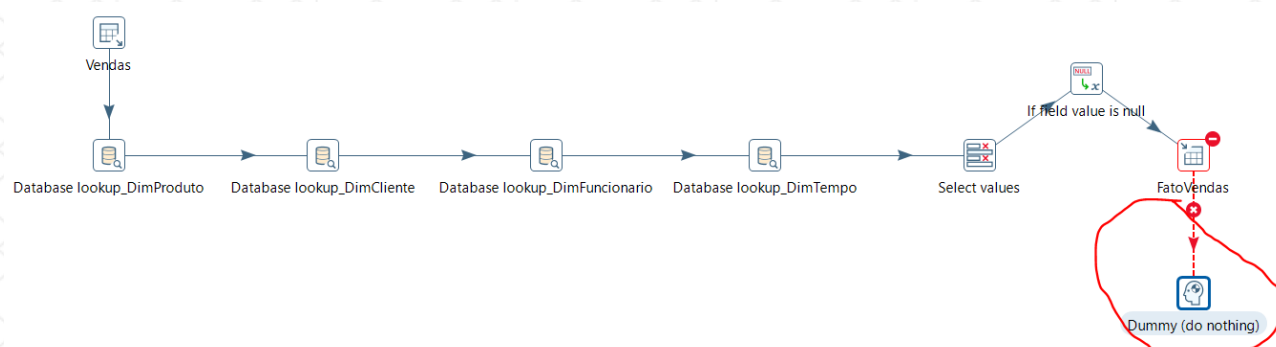 Vendas
NULL
x
If field value is null
Database lookup_DimProduto
Database lookup_DimCliente
Database lookup_DimFuncionario
Database lookup_DimTempo
Select values
FatoVendas
Dummy (do nothing)